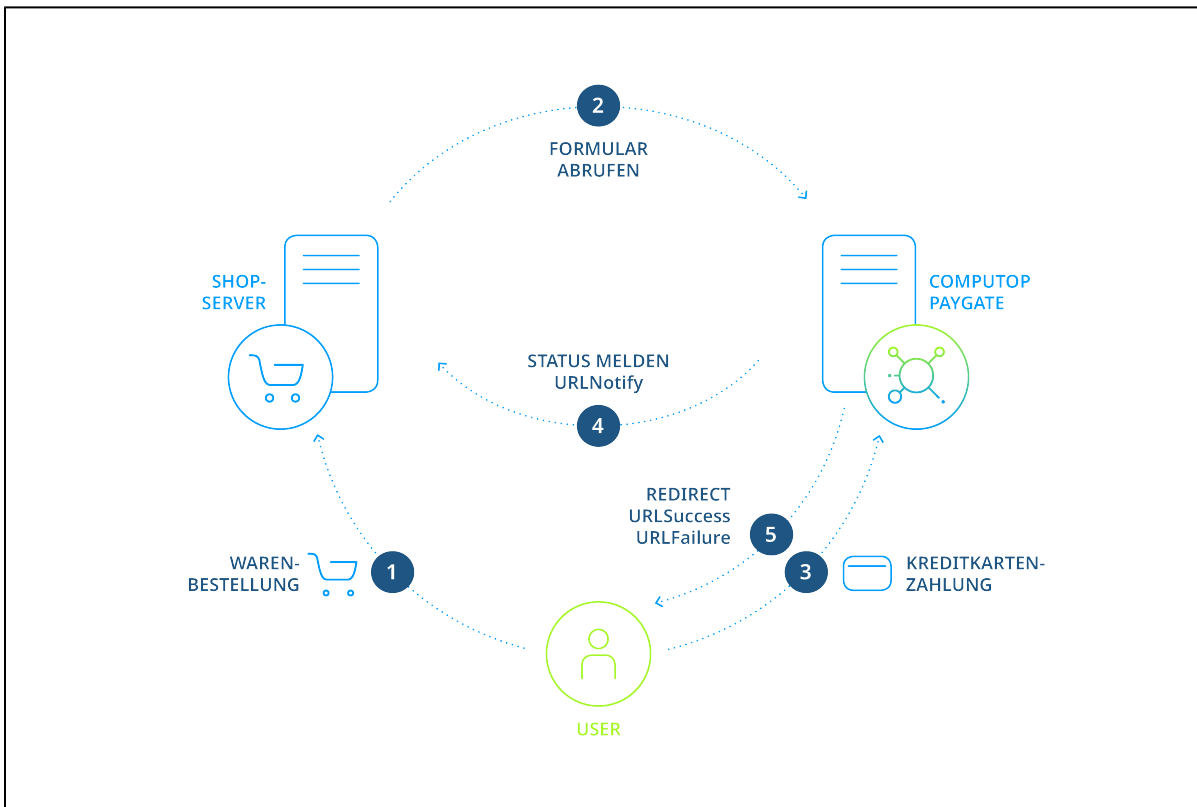 2
FORMULAR
ABRUFEN
SHOP-
SERVER
COMPUTOP
PAYGATE
STATUS MELDEN
URLNotify
4
REDIRECT
URLSuccess
URLFailure
5
WAREN-
BESTELLUNG
1
3
KREDITKARTEN-
ZAHLUNG
USER